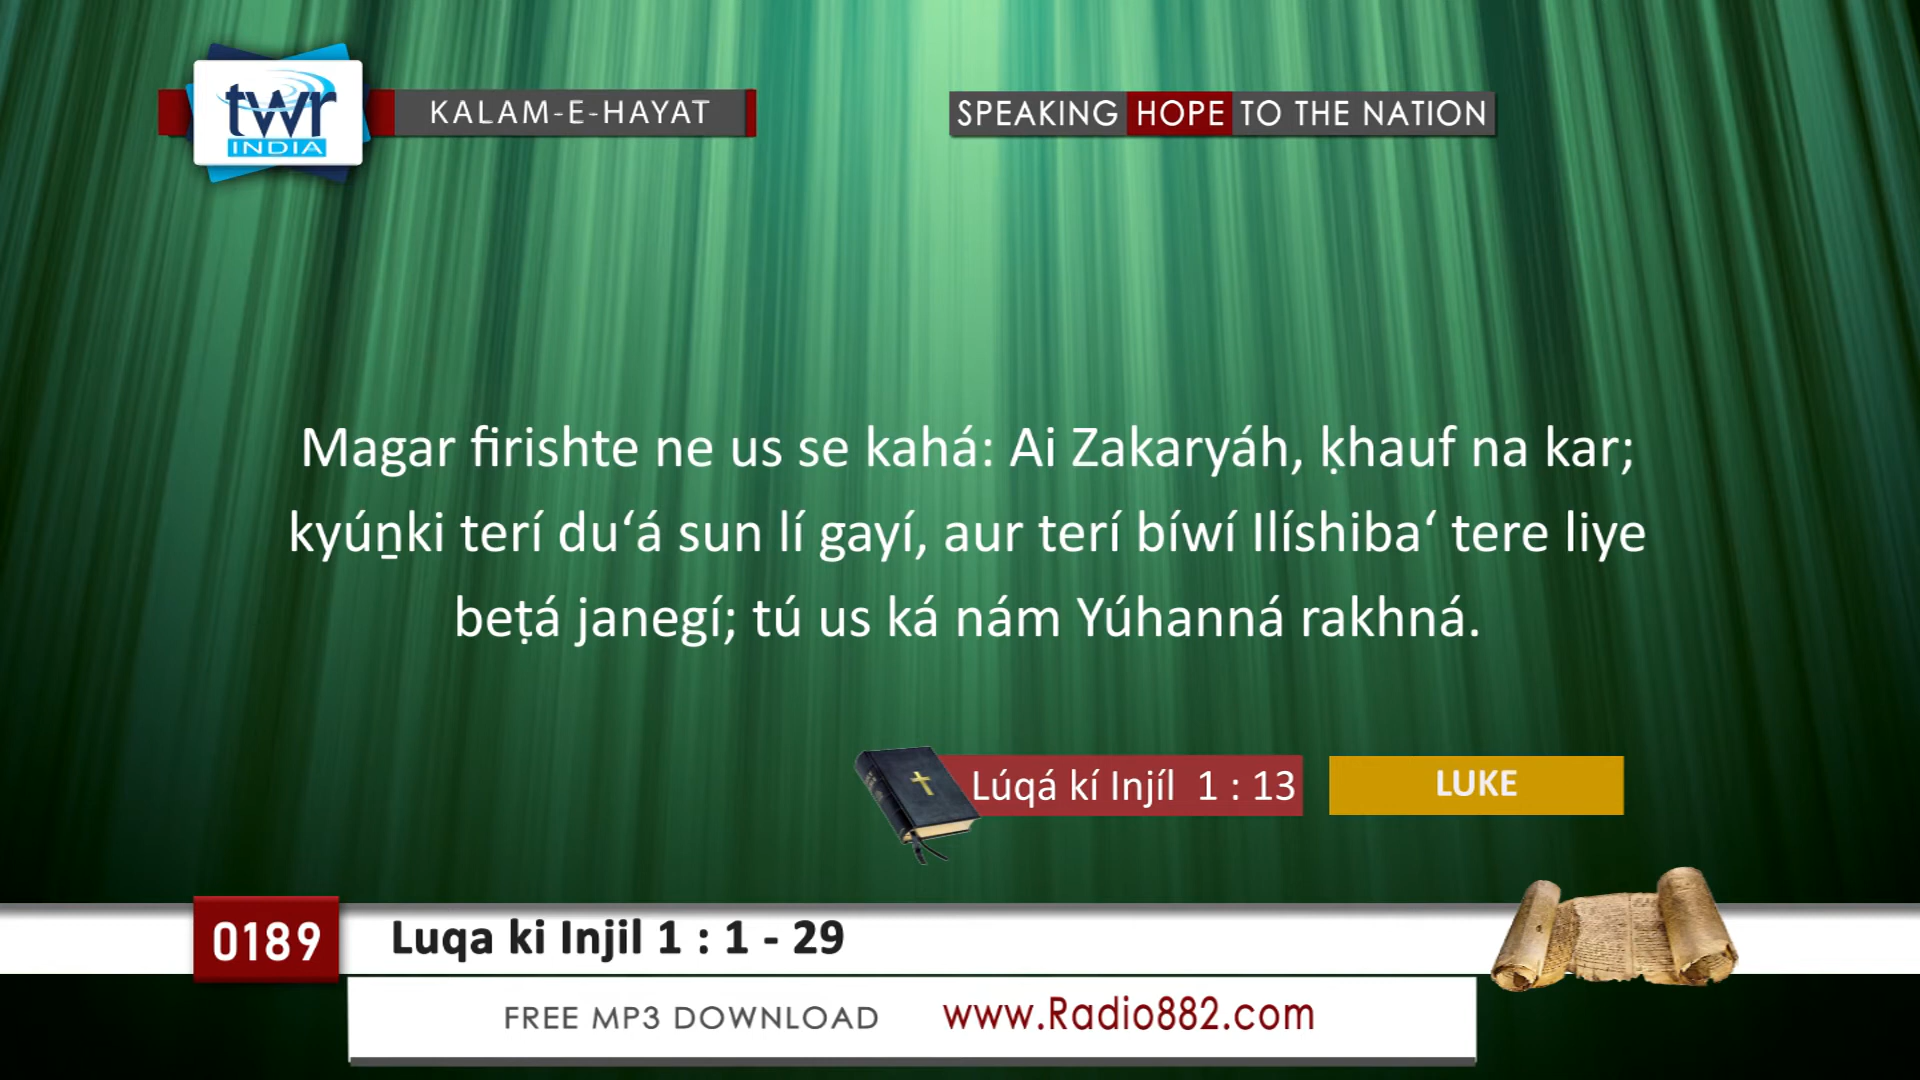 twr
INDIA
KALAM-E-HAYAT
SPEAKING HOPE TO THE NATION
Magar firishte ne us se kahá: Ai Zakaryáh, ḳhauf na kar;
kyúṉki terí du‘á sun lí gayí, aur terí bíwí Ilíshiba‘ tere liye
beṭá janegí; tú us ká nám Yúhanná rakhná.
Lúqá kí Injíl 1 : 13
LUKE
0189
Luqa ki Injil 1 : 1 - 29
FREE MP3 DOWNLOAD www.Radio882.com